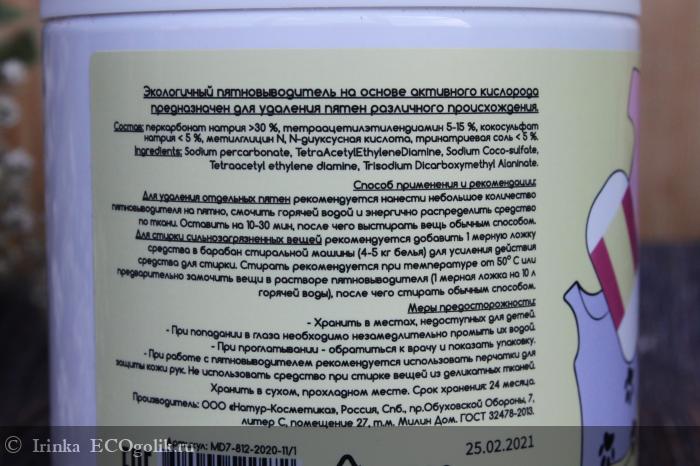 Экологичный пятновыводитель на основе активного кислорода
предназначен для удаления пятен различного происхождения.
Состав: перкарбонат натрия >30 %, тетраацетилэтилендиамин 5-15 %, кокосульфат
натрия < 5 %, метилглицин N, N-диуксусная кислота, тринатриевая соль < 5 %.
Ingredients: Sodium percarbonate, TetraAcetylEthyleneDiamine, Sodium Coco-sulfate,
Tetraacetyl ethylene diamine, Trisodium Dicarboxymethyl Alaninate.
Способ применения и рекомендации:
Для удаления отдельных пятен рекомендуется нанести небольшое количество
пятновыводителя на пятно, смочить горячей водой и энергично распределить средство
по ткани. Оставить на 10-30 мин, после чего выстирать вещь обычным способом.
Для стирки сильнозагрязненных вещей рекомендуется добавить 1 мерную ложку
средства в барабан стиральной машины (4-5 кг белья) для усиления действия
средства для стирки. Стирать рекомендуется при температуре от 50° С или
предварительно замочить вещи в растворе пятновыводителя (1 мерная ложка на 10 л
горячей воды), после чего стирать обычным способом.
Меры предосторожности:
- Хранить в местах, недоступных для детей.
- При попадании в глаза необходимо незамедлительно промыть их водой.
- При проглатывании - обратиться к врачу и показать упаковку.
- При работе с пятновыводителем рекомендуется использовать перчатки для
защиты кожи рук. Не использовать средство при стирке вещей из деликатных тканей.
Хранить в сухом, прохладном месте. Срок хранения: 24 месяца.
Производитель: ООО «Натур-Косметика», Россия, Спб., пр.Обуховской Обороны, 7,
литер С, помещение 27, т.м. Милин Дом. ГОСТ 32478-2013.
Артикул: MD7-812-2020-11/1
25.02.2021
© Irinka ECOgolik.ru